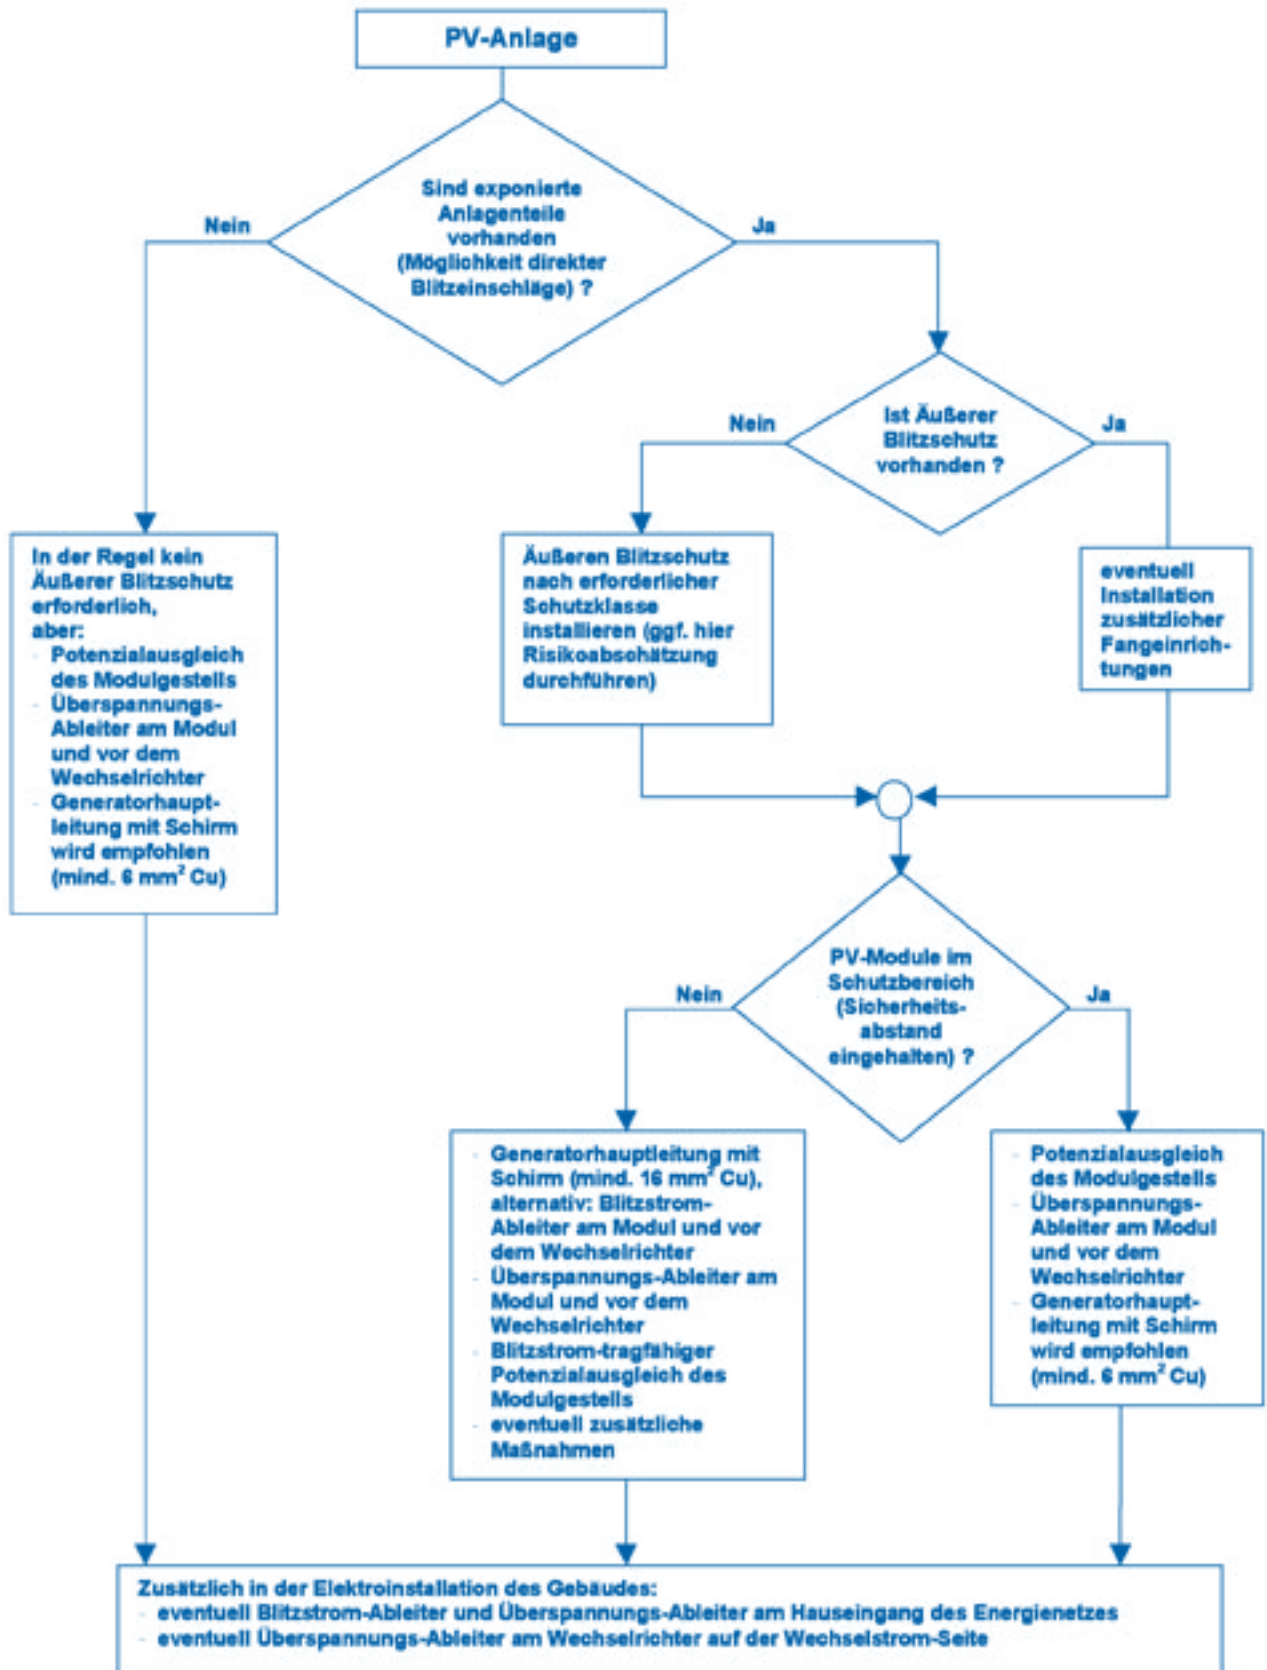 PV-Anlage
Sind exponierte
Anlagenteile
vorhanden
(Möglichkeit direkter
Blitzeinschläge) ?
Nein
Ja
Ist Äußerer
Blitzschutz
vorhanden ?
Nein
Ja
In der Regel kein
Äußerer Blitzschutz
erforderlich,
aber:
- Potenzialausgleich
des Modulgestells
- Überspannungs-
Ableiter am Modul
und vor dem
Wechselrichter
- Generatorhaupt-
leitung mit Schirm
wird empfohlen
(mind. 6 mm² Cu)
Äußeren Blitzschutz
nach erforderlicher
Schutzklasse
installieren (ggf. hier
Risikoabschätzung
durchführen)
eventuell
Installation
zusätzlicher
Fangeinrich-
tungen
PV-Module im
Schutzbereich
(Sicherheits-
abstand
eingehalten) ?
Nein
Ja
- Generatorhauptleitung mit
Schirm (mind. 16 mm² Cu),
alternativ: Blitzstrom-
Ableiter am Modul und vor
dem Wechselrichter
- Überspannungs-Ableiter am
Modul und vor dem
Wechselrichter
- Blitzstrom-tragfähiger
Potenzialausgleich des
Modulgestells
- eventuell zusätzliche
Maßnahmen
- Potenzialausgleich
des Modulgestells
- Überspannungs-
Ableiter am Modul
und vor dem
Wechselrichter
- Generatorhaupt-
leitung mit Schirm
wird empfohlen
(mind. 6 mm² Cu)
Zusätzlich in der Elektroinstallation des Gebäudes:
- eventuell Blitzstrom-Ableiter und Überspannungs-Ableiter am Hauseingang des Energienetzes
- eventuell Überspannungs-Ableiter am Wechselrichter auf der Wechselstrom-Seite